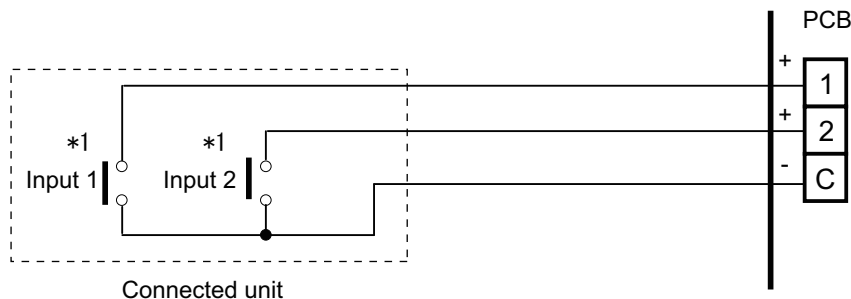 PCB
+
1
+
2
-
C
*1
*1
Input 1
Input 2
Connected unit